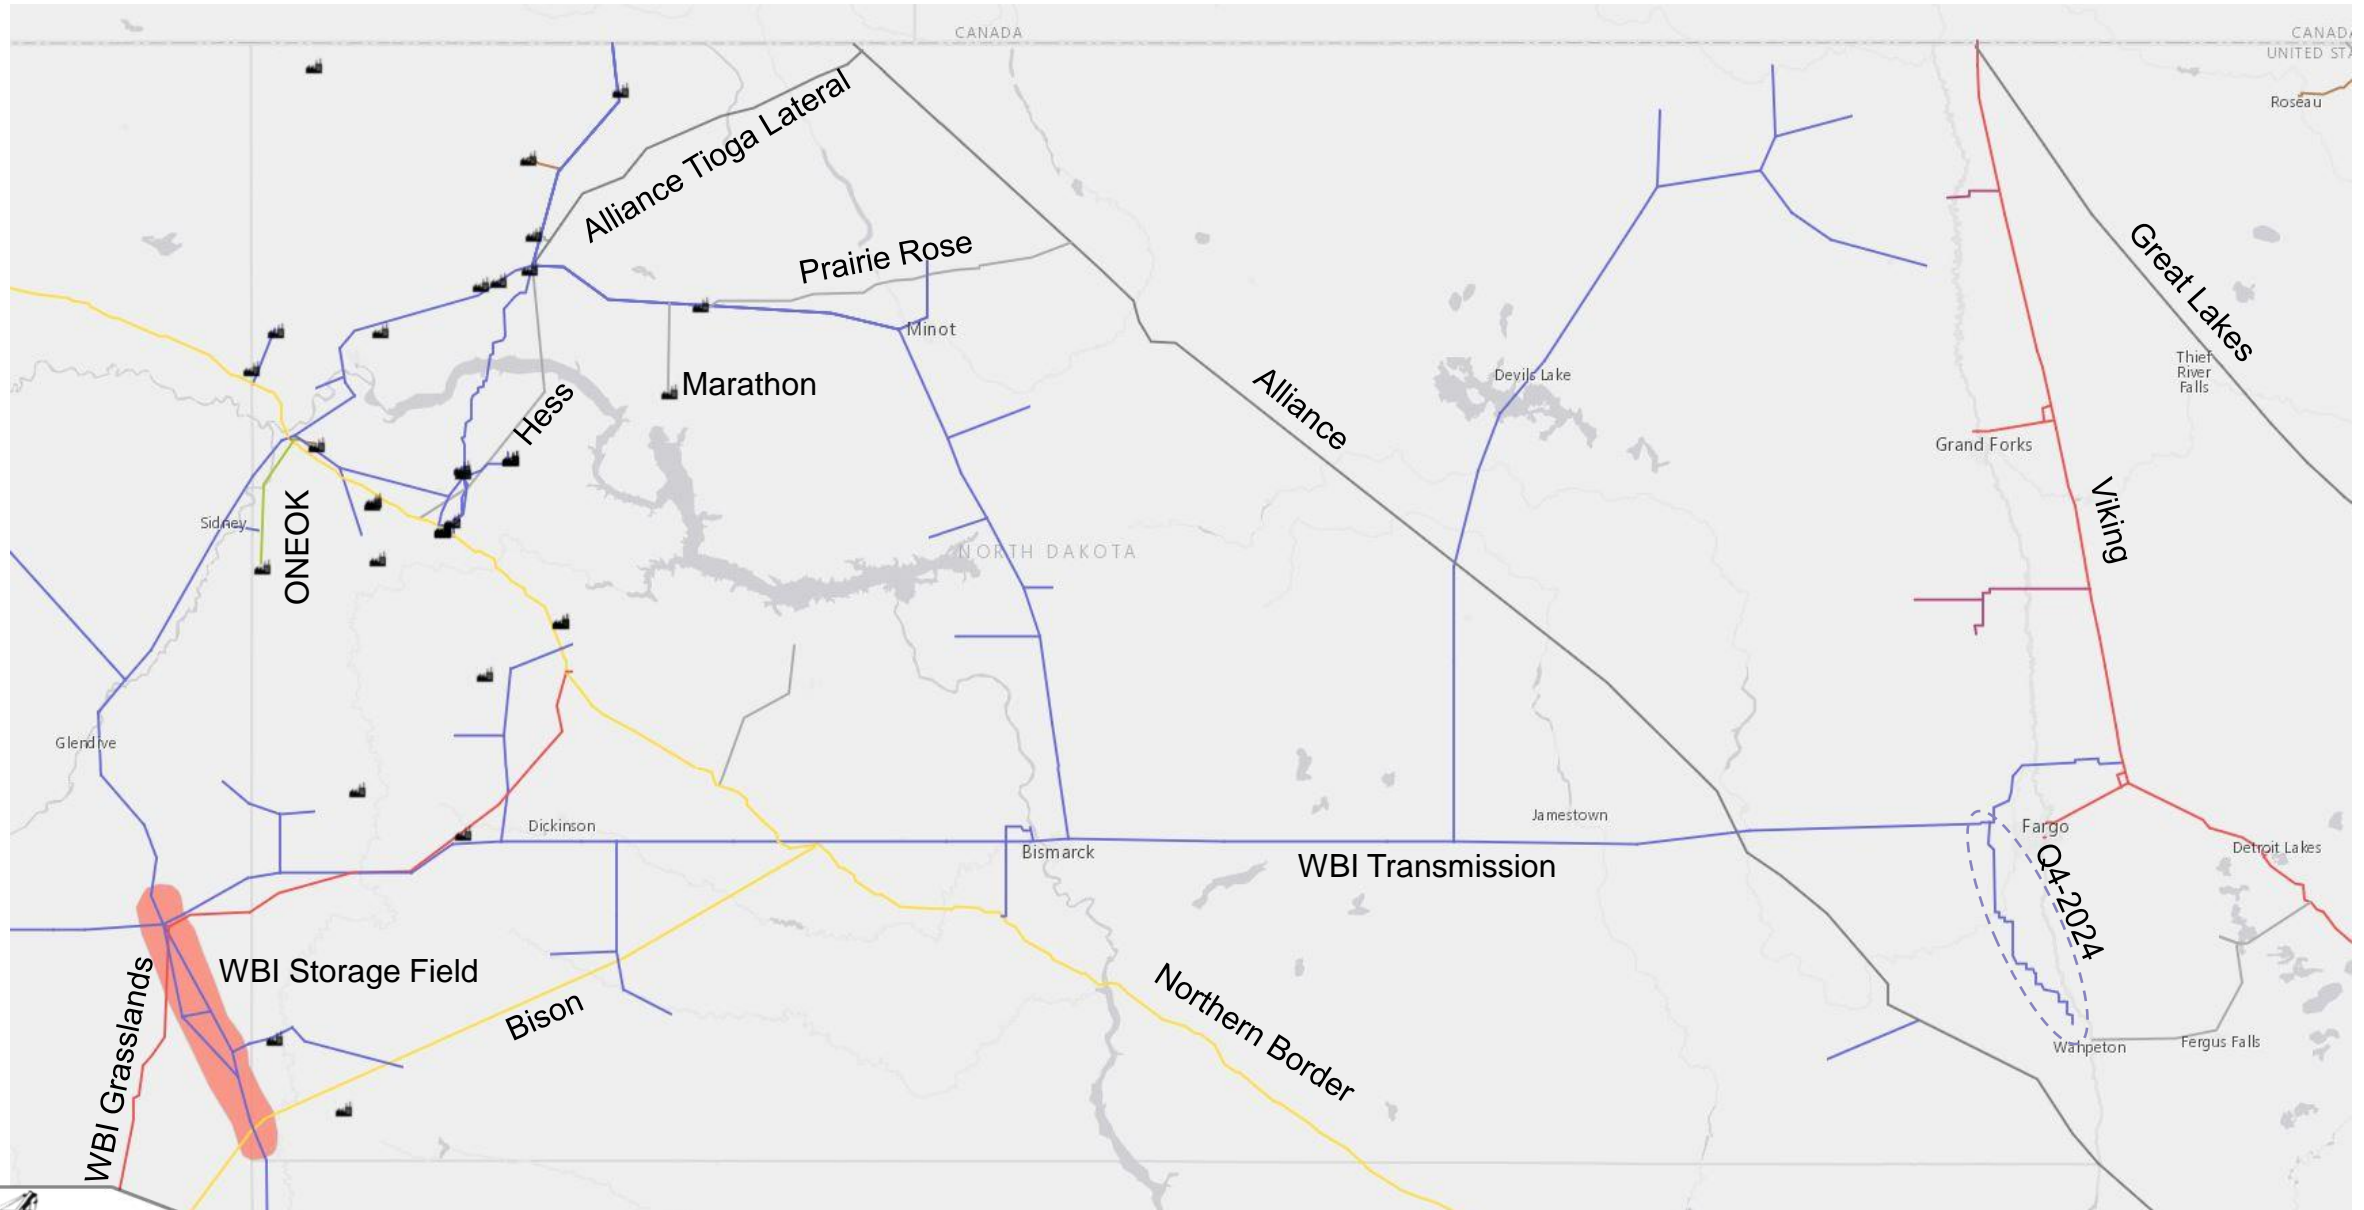 CANADA
CANADA
UNITED STA
Roseau
Alliance Tioga Lateral
Prairie Rose
Great Lakes
Minot
Thief
River
Falls
Marathon
Devils Lake
Alliance
Hess
Grand Forks
Viking
Sidney
ONEOK
NORTH DAKOTA
Glendive
Dickinson
Jamestown
Fargo
Bismarck
Detroit Lakes
WBI Transmission
Q4-2024
WBI Storage Field
WBI Grasslands
Bison
Northern Border
Wahpeton
Fergus Falls